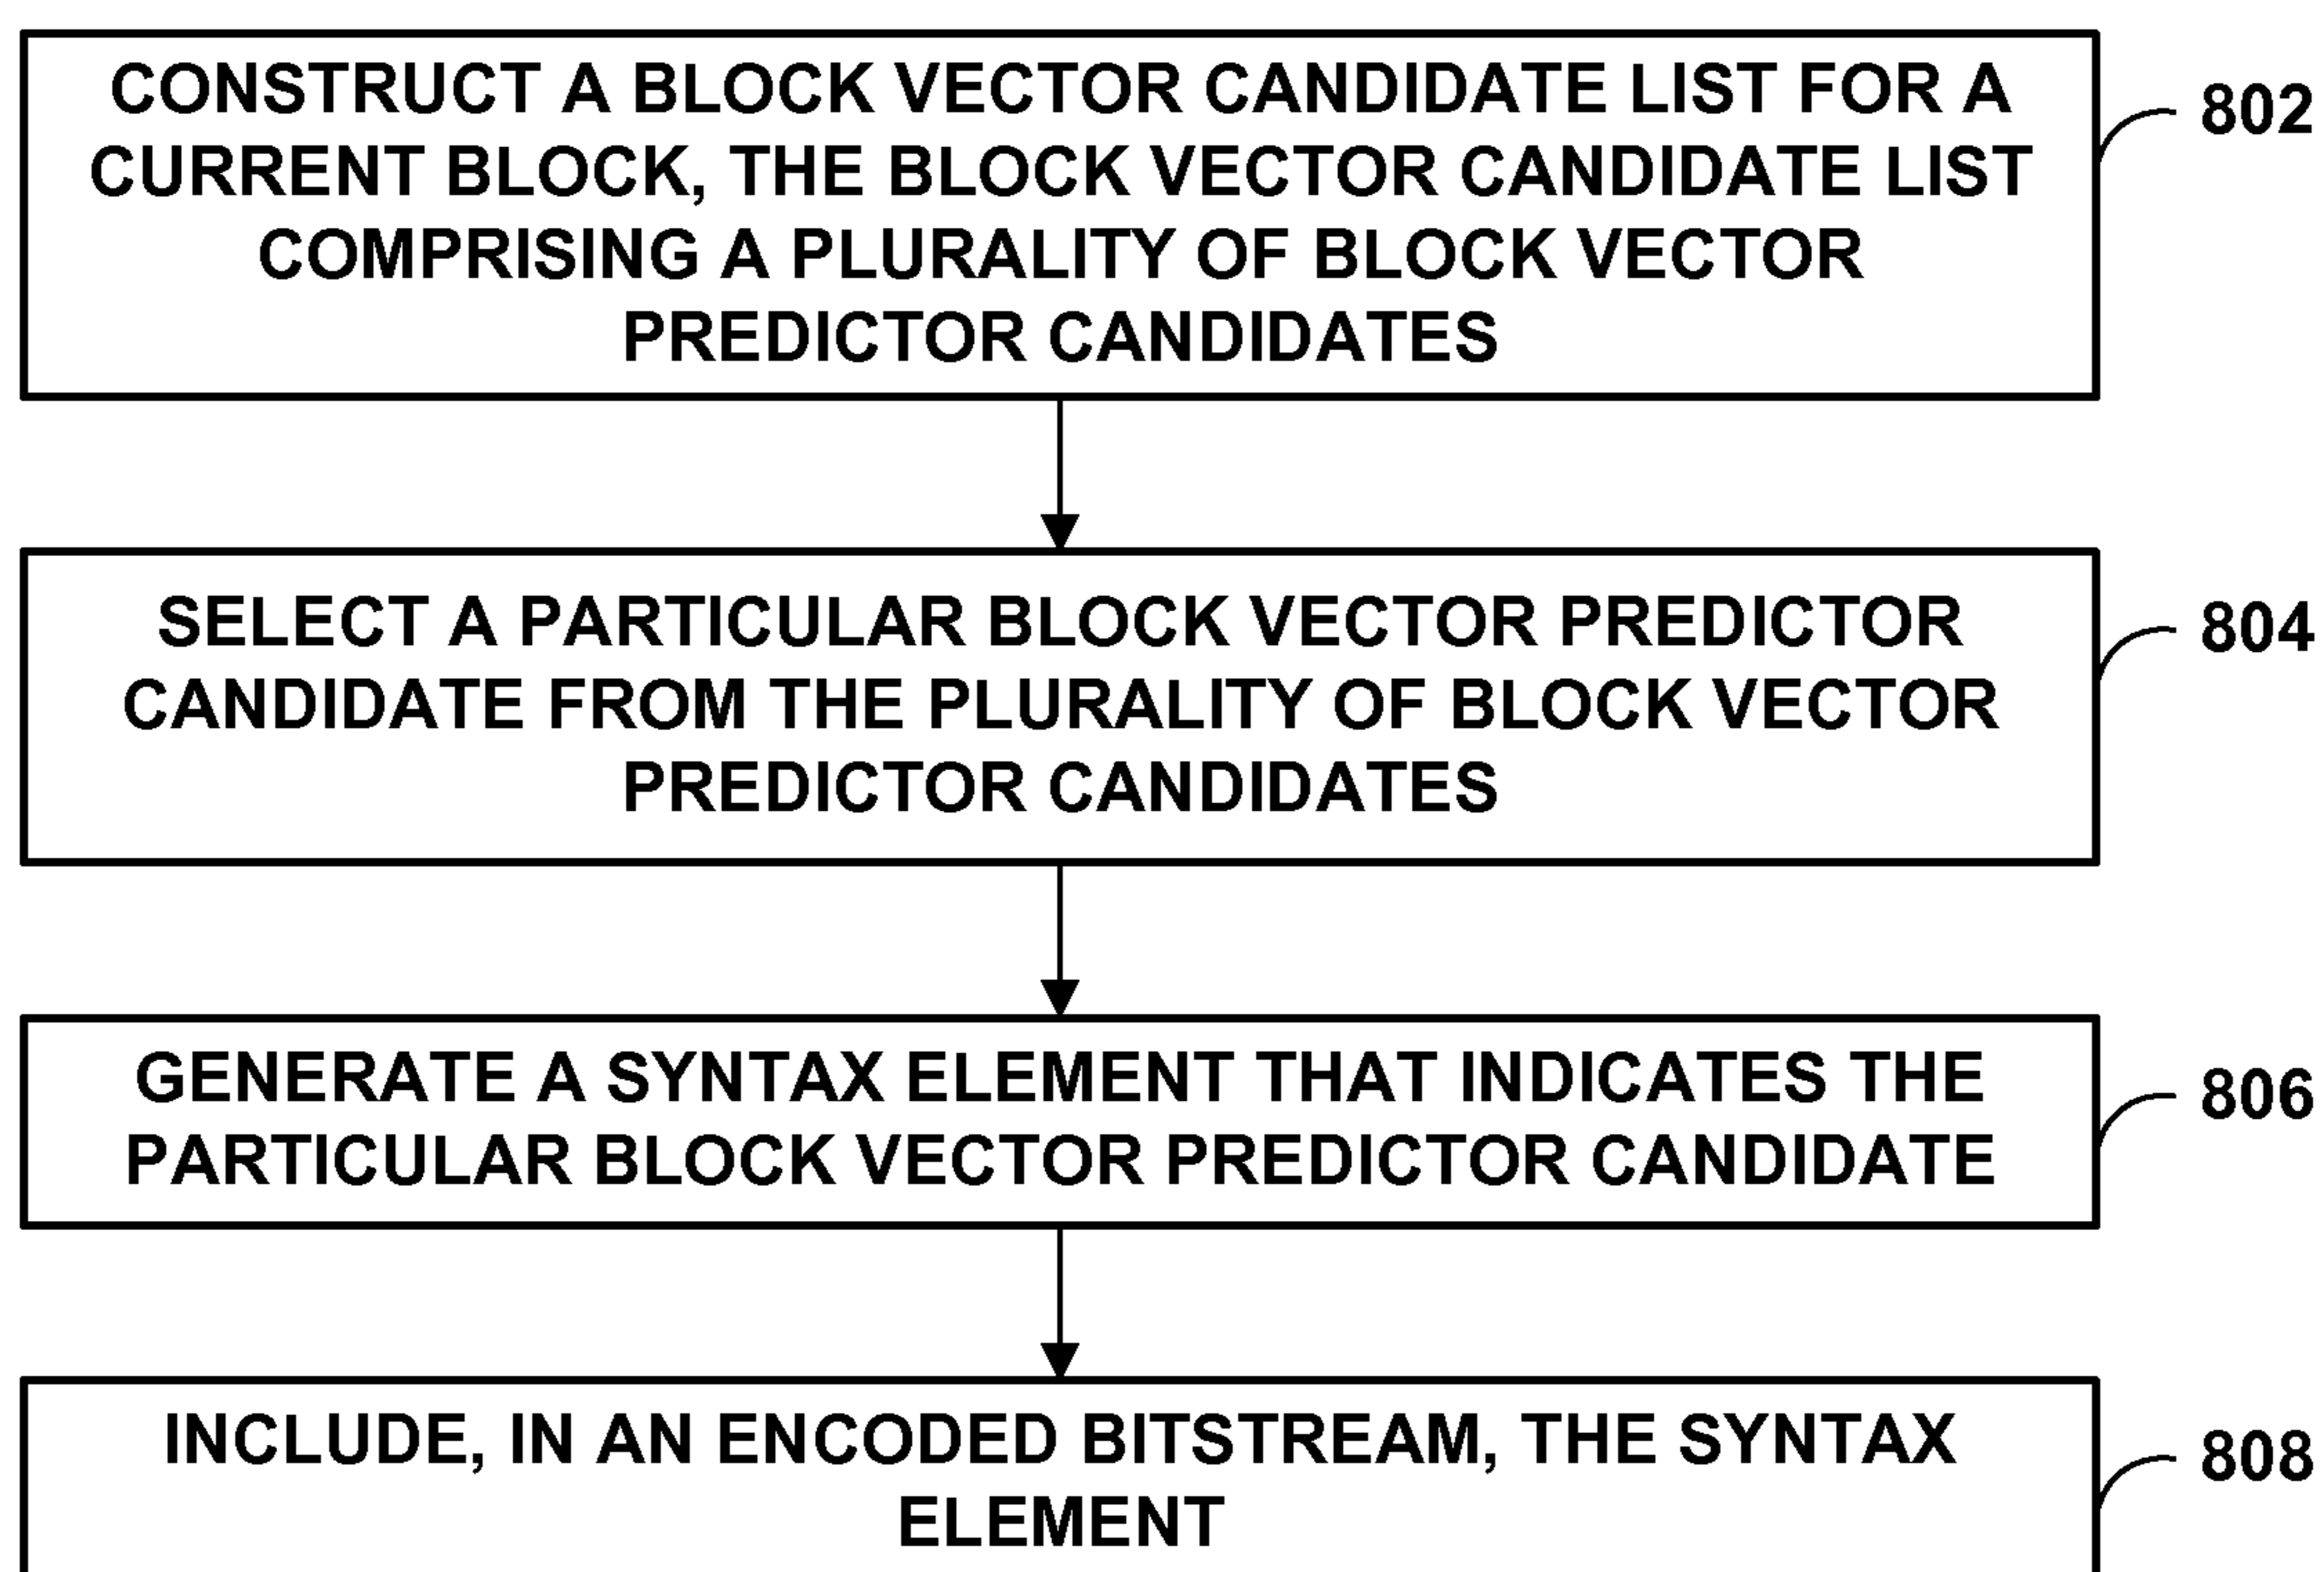 CONSTRUCT A BLOCK VECTOR CANDIDATE LIST FOR A
CURRENT BLOCK, THE BLOCK VECTOR CANDIDATE LIST
COMPRISING A PLURALITY OF BLOCK VECTOR
PREDICTOR CANDIDATES
802
SELECT A PARTICULAR BLOCK VECTOR PREDICTOR
CANDIDATE FROM THE PLURALITY OF BLOCK VECTOR
PREDICTOR CANDIDATES
804
GENERATE A SYNTAX ELEMENT THAT INDICATES THE
PARTICULAR BLOCK VECTOR PREDICTOR CANDIDATE
806
INCLUDE, IN AN ENCODED BITSTREAM, THE SYNTAX
ELEMENT
808